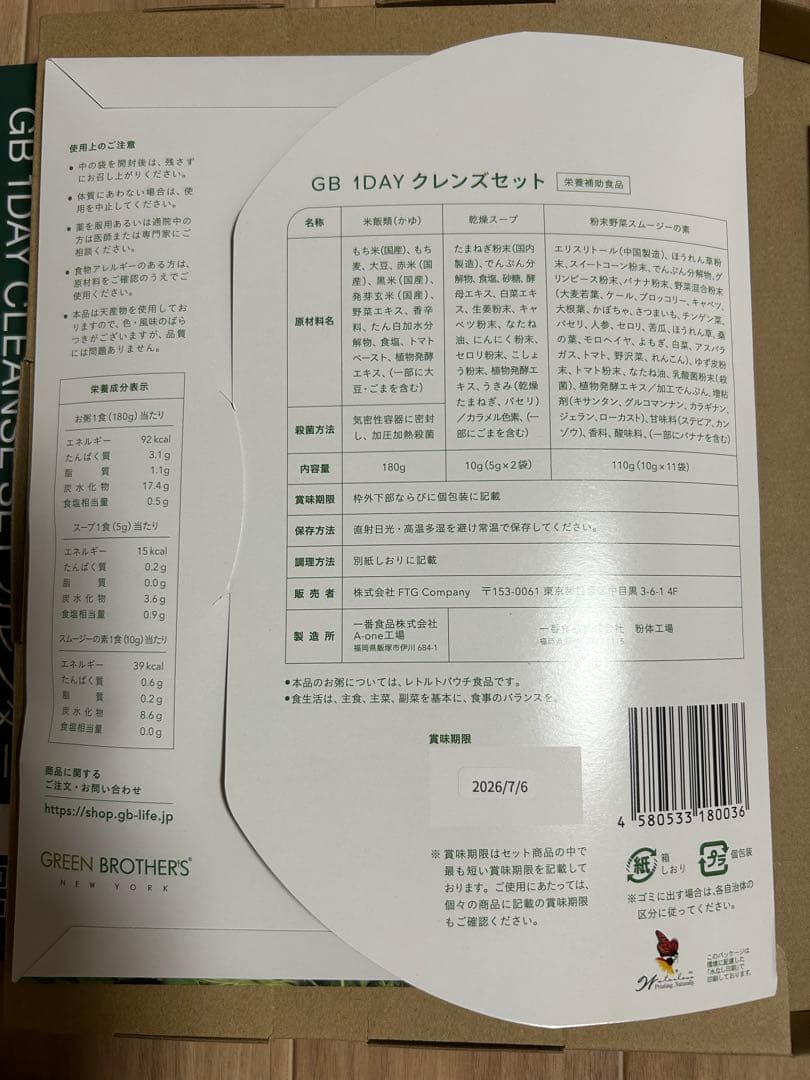 GB 1DAY CLEANSE SET
使用上のご注意
● 中の袋を開封後は、残さず
にお召し上がりください。
● 体質にあわない場合は、使
用を中止してください。
● 薬を服用あるいは通院中の
方は医師または専門家にご
相談ください。
● 食物アレルギーのある方は、
原材料をご確認のうえでご
使用ください。
● 本品は天産物を使用してお
りますので、色・風味のばら
つきがございますが、品質
には問題ありません。
栄養成分表示
お粥1食(180g)当たり
エネルギー 92kcal
たんぱく質 3.1g
脂質 1.1g
炭水化物 17.4g
食塩相当量 0.5g
スープ1食(5g)当たり
エネルギー 15kcal
たんぱく質 0.2g
脂質 0.0g
炭水化物 3.6g
食塩相当量 0.9g
スムージーの素1食(10g)当たり
エネルギー 39kcal
たんぱく質 0.6g
脂質 0.2g
炭水化物 8.6g
食塩相当量 0.0g
商品に関する
ご注文・お問い合わせ
https://shop.gb-life.jp
GREEN BROTHER'S®
NEW YORK
GB 1DAY クレンズセット 栄養補助食品
名称 米飯類(かゆ) 乾燥スープ 粉末野菜スムージーの素
原材料名
もち米(国産)、もち
麦、大豆、赤米(国
産)、黒米(国産)、
発芽玄米(国産)、
野菜エキス、香辛
料、たん白加水分
解物、食塩、トマト
ペースト、植物発酵
エキス、(一部に大
豆・ごまを含む)
たまねぎ粉末(国内
製造)、でんぷん分
解物、食塩、砂糖、酵
母エキス、白菜エキ
ス、生姜粉末、キャ
ベツ粉末、なたね
油、にんにく粉末、
セロリ粉末、こしょ
う粉末、植物発酵エキ
ス、うきみ(乾燥
たまねぎ、パセリ)
/カラメル色素、(一
部にごまを含む)
エリスリトール(中国製造)、ほうれん草粉
末、スイートコーン粉末、でんぷん分解物、グ
リンピース粉末、バナナ粉末、野菜混合粉末
(大麦若葉、ケール、ブロッコリー、キャベツ、
大根葉、かぼちゃ、さつまいも、チンゲン菜、
パセリ、人参、セロリ、苦瓜、ほうれん草、桑
の葉、モロヘイヤ、よもぎ、白菜、アスパラ
ガス、トマト、野沢菜、れんこん)、ゆず皮粉
末、トマト粉末、なたね油、乳酸菌粉末(殺
菌)、植物発酵エキス/加工でんぷん、増粘
剤(キサンタン、グルコマンナン、カラギナン、
ジェラン、ローカスト)、甘味料(ステビア、カン
ゾウ)、香料、酸味料、(一部にバナナを含む)
殺菌方法
気密性容器に密封
し、加圧加熱殺菌
内容量 180g 10g(5g×2袋) 110g(10g×11袋)
賞味期限 枠外下部ならびに個包装に記載
保存方法 直射日光・高温多湿を避け常温で保存してください。
調理方法 別紙しおりに記載
販売者 株式会社 FTG Company 〒153-0061 東京 中目黒 3-6-1 4F
製造所
一番食品株式会社
A-one工場
福岡県飯塚市伊川 684-1
一番 粉体工場
●本品のお粥については、レトルトパウチ食品です。
●食生活は、主食、主菜、副菜を基本に、食事のバランスを。
賞味期限
2026/7/6
※ 賞味期限はセット商品の中で
最も短い賞味期限を記載して
おります。ご使用にあたっては、
個々の商品に記載の賞味期限
もご確認ください。
4 580533 180036
紙 箱
しおり
プラ 個包装
※ゴミに出す場合は、各自治体の
区分に従ってください。
Waterless
Printing. Naturally.
このパッケージは
環境に配慮した
「水なし印刷」で
印刷しております。